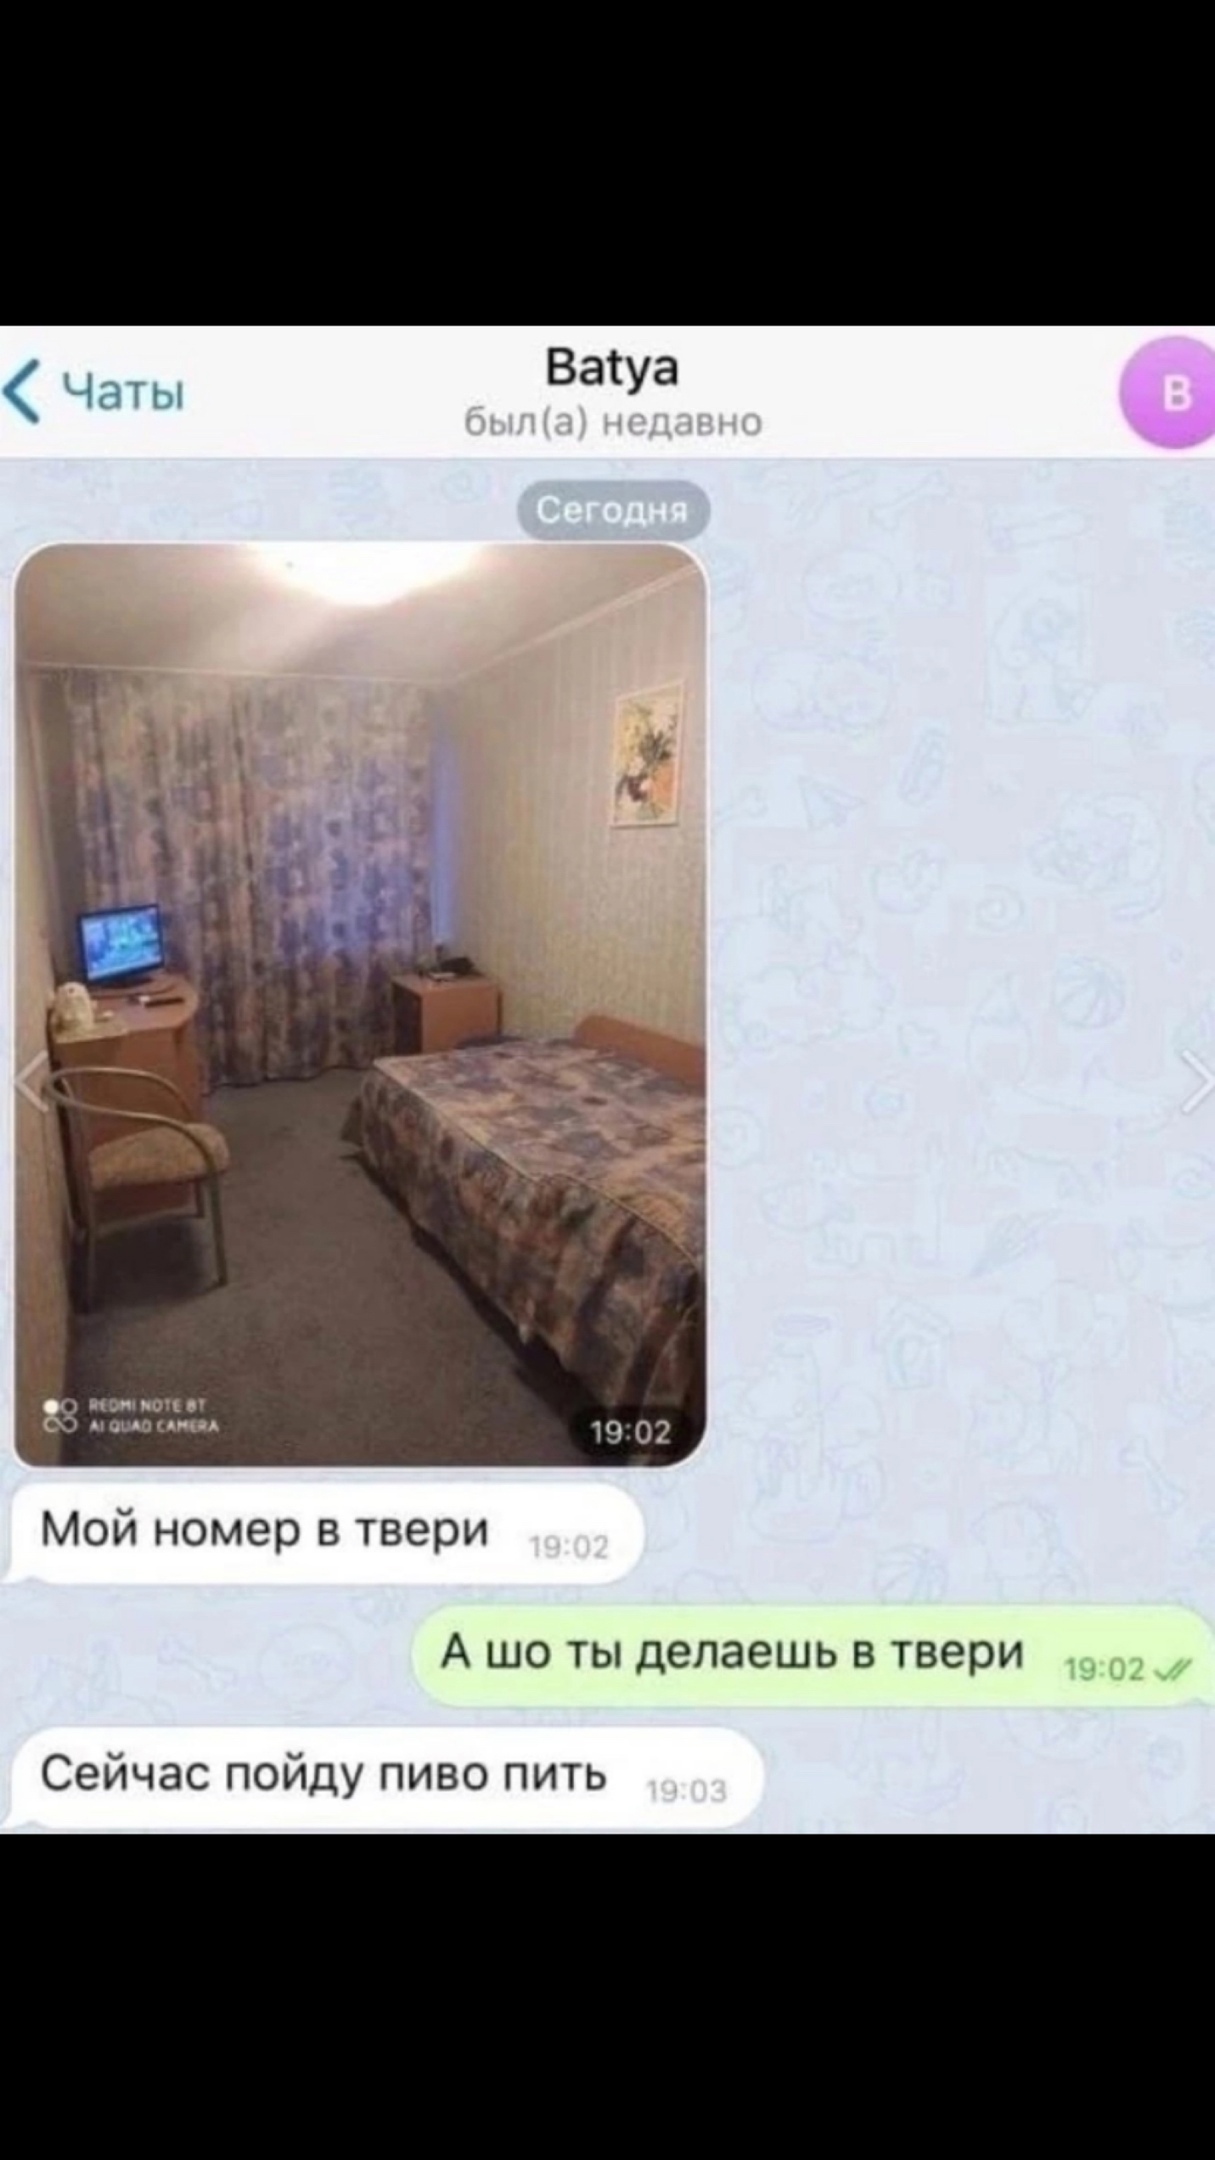 Чаты
Batya
был(а) недавно
B
Сегодня
REDMI NOTE 8T
AI QUAD CAMERA
19:02
Мой номер в твери 19:02
А шо ты делаешь в твери 19:02
Сейчас пойду пиво пить 19:03